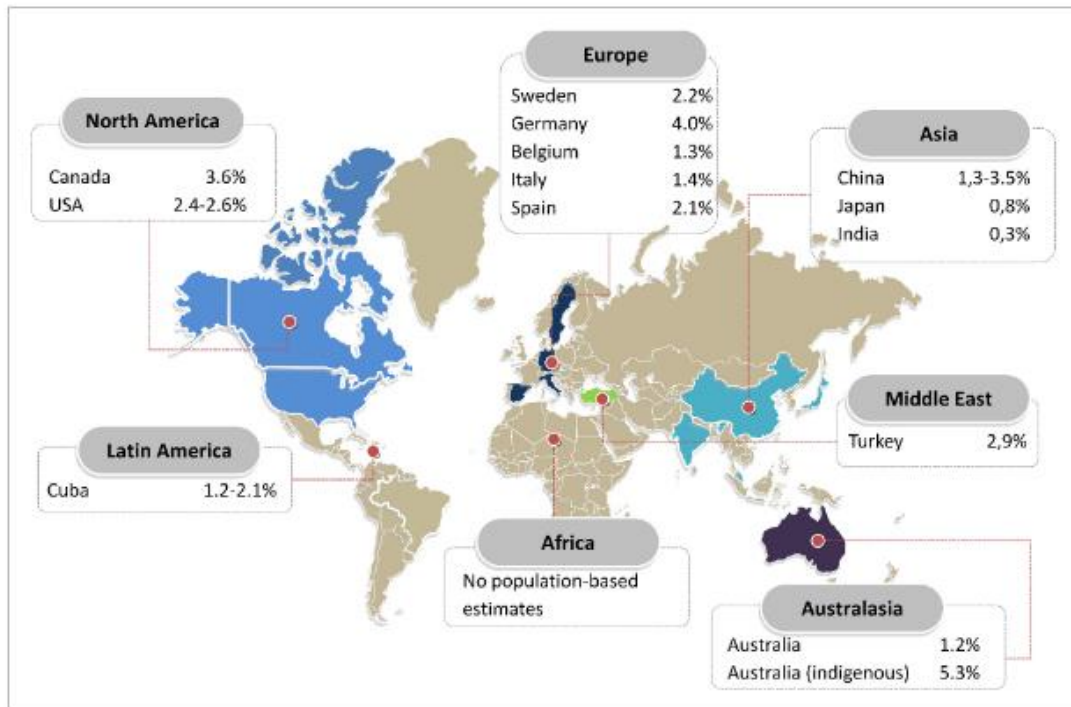 Europe
Sweden 2.2%
Germany 4.0%
Belgium 1.3%
Italy 1.4%
Spain 2.1%
North America
Canada 3.6%
USA 2.4-2.6%
Asia
China 1,3-3.5%
Japan 0,8%
India 0,3%
Middle East
Turkey 2,9%
Latin America
Cuba 1.2-2.1%
Africa
No population-based
estimates
Australasia
Australia 1.2%
Australia (indigenous) 5.3%